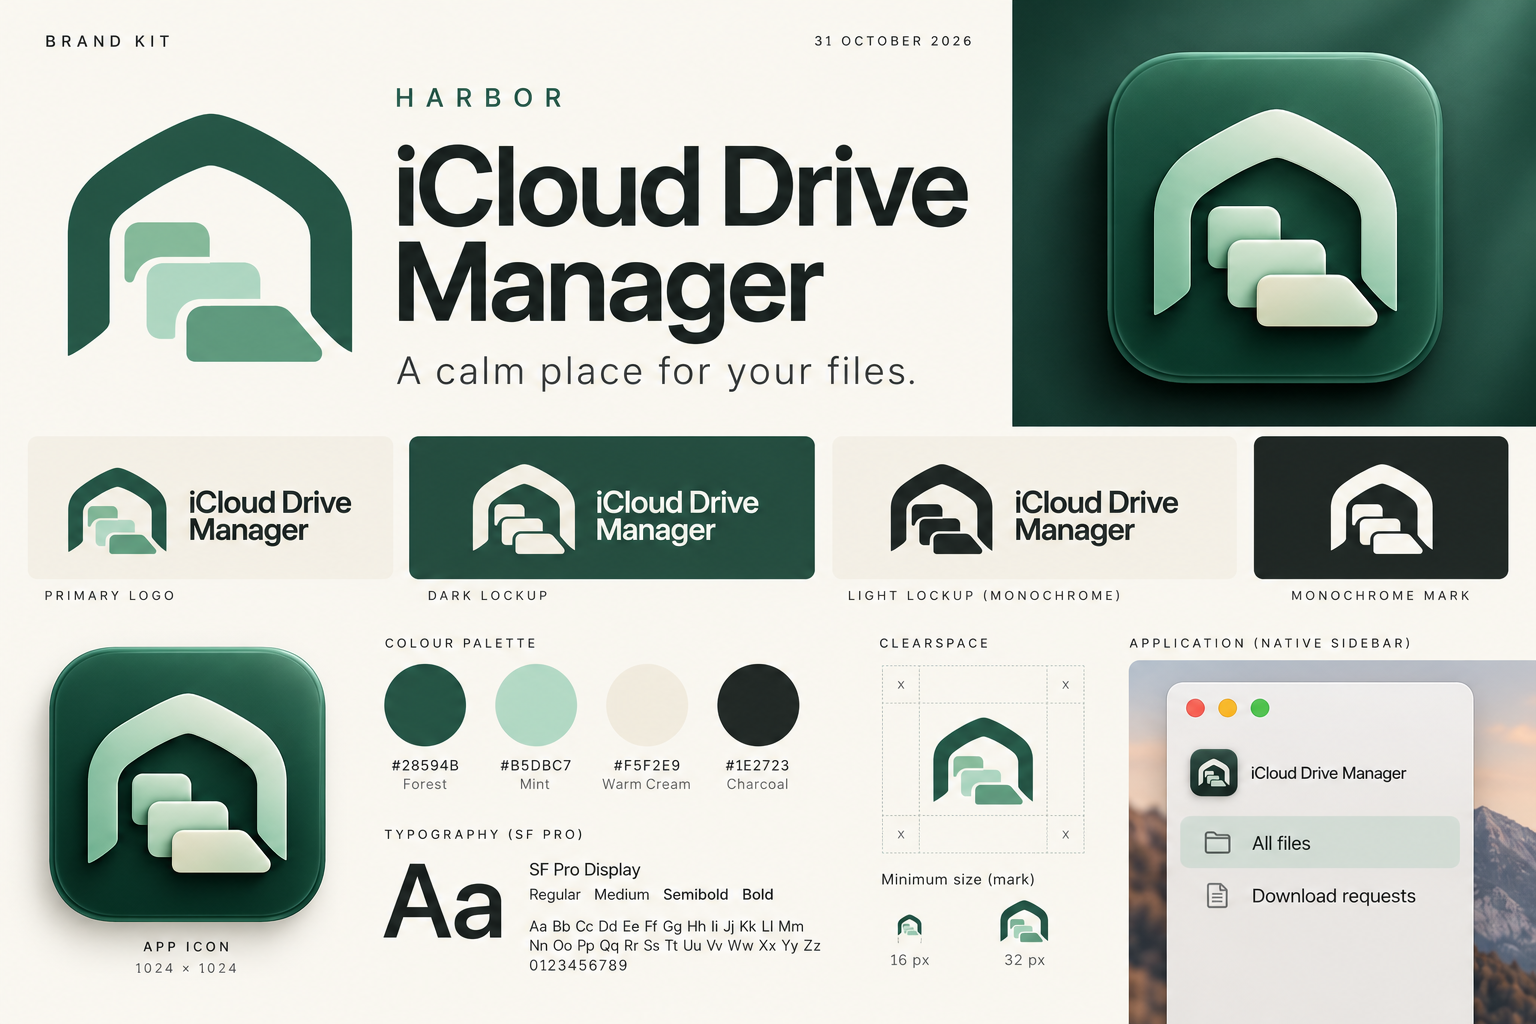 BRAND KIT
31 OCTOBER 2026
HARBOR
iCloud Drive
Manager
A calm place for your files.
iCloud Drive
Manager
PRIMARY LOGO
iCloud Drive
Manager
DARK LOCKUP
iCloud Drive
Manager
LIGHT LOCKUP (MONOCHROME)
MONOCHROME MARK
APP ICON
1024 × 1024
COLOUR PALETTE
#28594B
Forest
#B5DBC7
Mint
#F5F2E9
Warm Cream
#1E2723
Charcoal
TYPOGRAPHY (SF PRO)
Aa
SF Pro Display
Regular Medium Semibold Bold
Aa Bb Cc Dd Ee Ff Gg Hh Ii Jj Kk Ll Mm
Nn Oo Pp Qq Rr Ss Tt Uu Vv Ww Xx Yy Zz
0123456789
CLEARSPACE
x x
x x
Minimum size (mark)
16 px
32 px
APPLICATION (NATIVE SIDEBAR)
iCloud Drive Manager
All files
Download requests